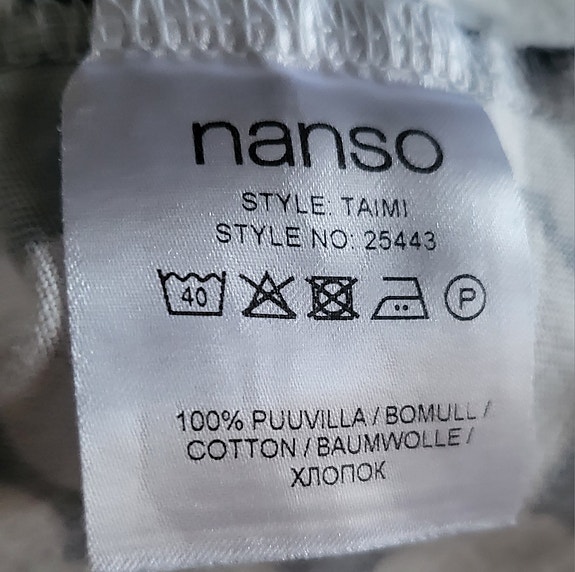 nanso
STYLE: TAIMI
STYLE NO: 25443
40 P
100% PUUVILLA / BOMULL /
COTTON / BAUMWOLLE /
ХЛОПОК